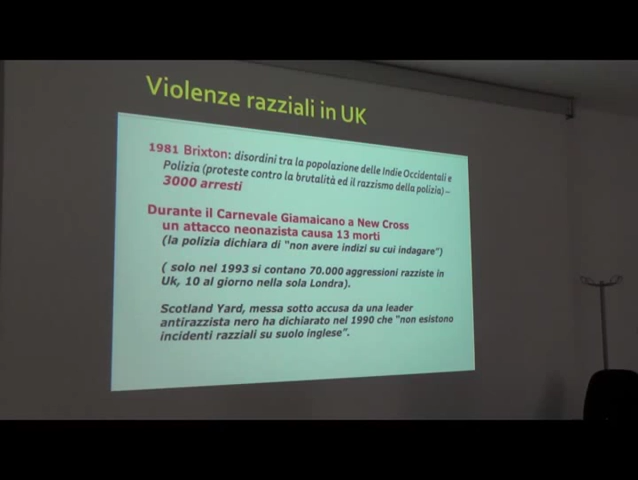 Violenze razziali in UK
1981 Brixton: disordini tra la popolazione delle Indie Occidentali e
Polizia (proteste contro la brutalità ed il razzismo della polizia) –
3000 arresti
Durante il Carnevale Giamaicano a New Cross
un attacco neonazista causa 13 morti
(la polizia dichiara di “non avere indizi su cui indagare”)
( solo nel 1993 si contano 70.000 aggressioni razziste in
Uk, 10 al giorno nella sola Londra).
Scotland Yard, messa sotto accusa da una leader
antirazzista nero ha dichiarato nel 1990 che “non esistono
incidenti razziali su suolo inglese”.